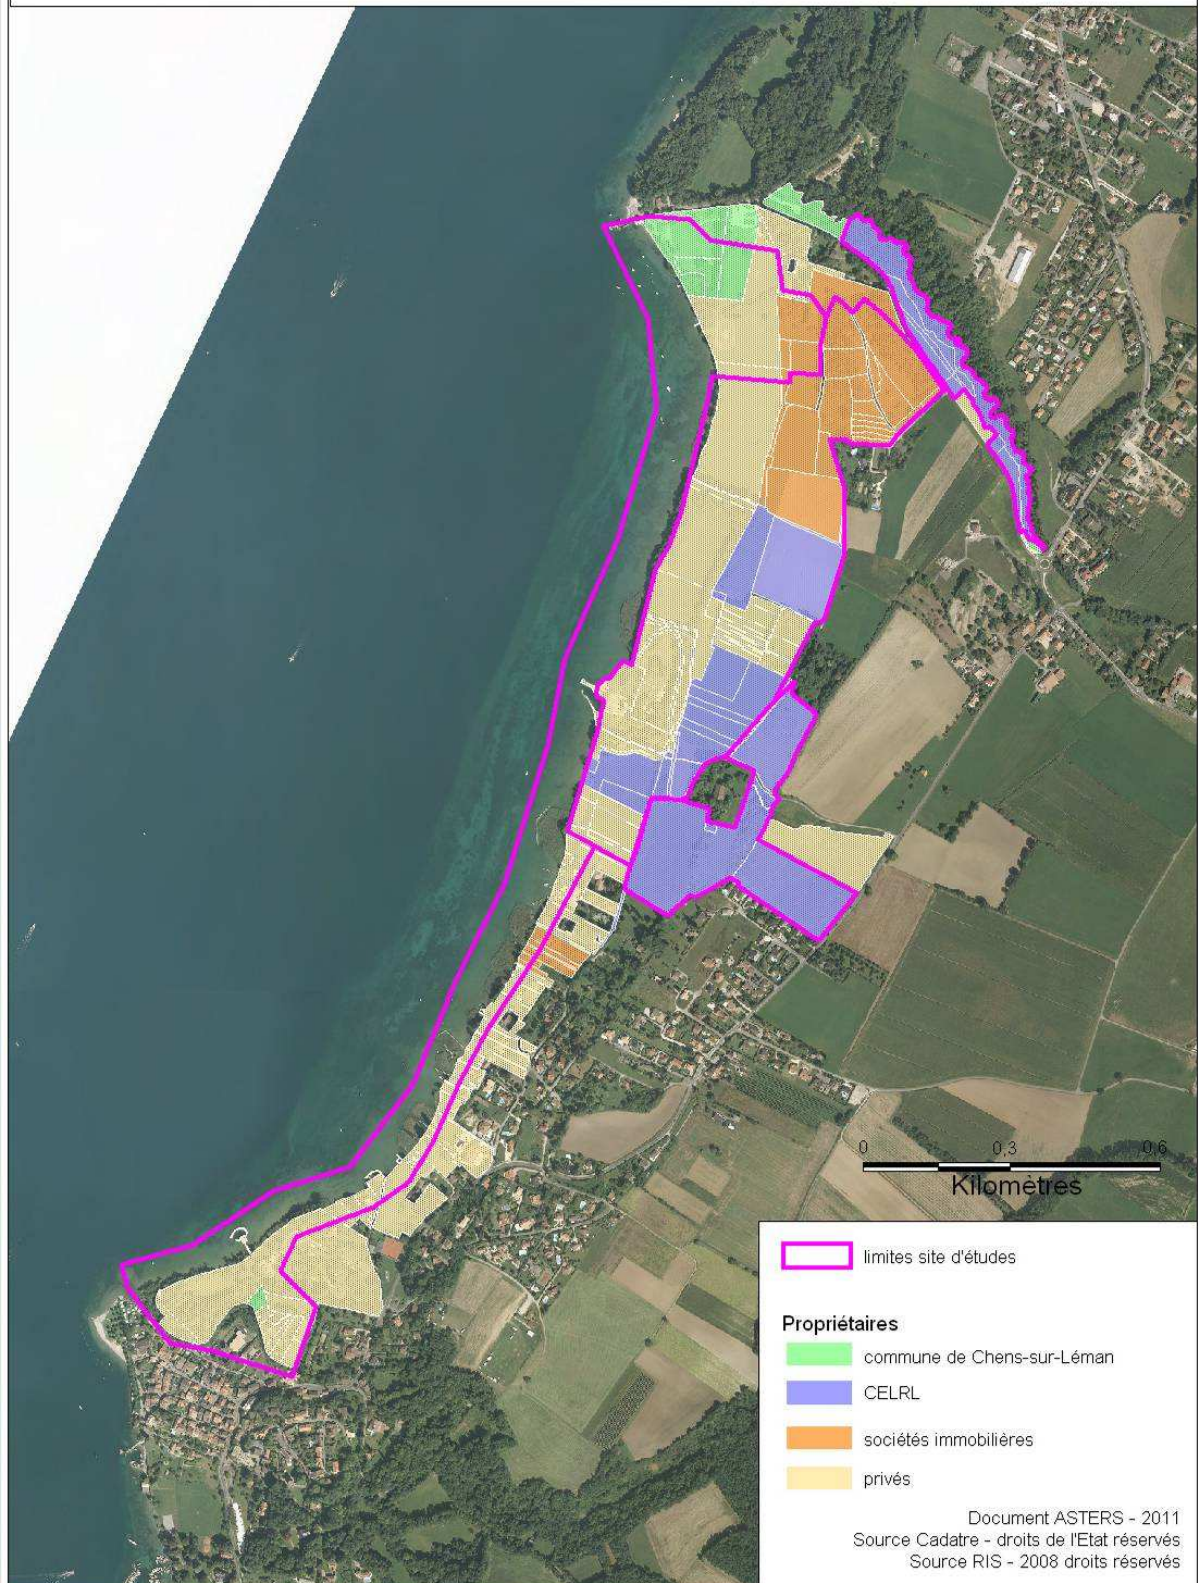 0 0,3 0,6
Kilomètres
limites site d'études
Propriétaires
commune de Chens-sur-Léman
CELRL
sociétés immobilières
privés
Document ASTERS - 2011
Source Cadatre - droits de l'Etat réservés
Source RIS - 2008 droits réservés